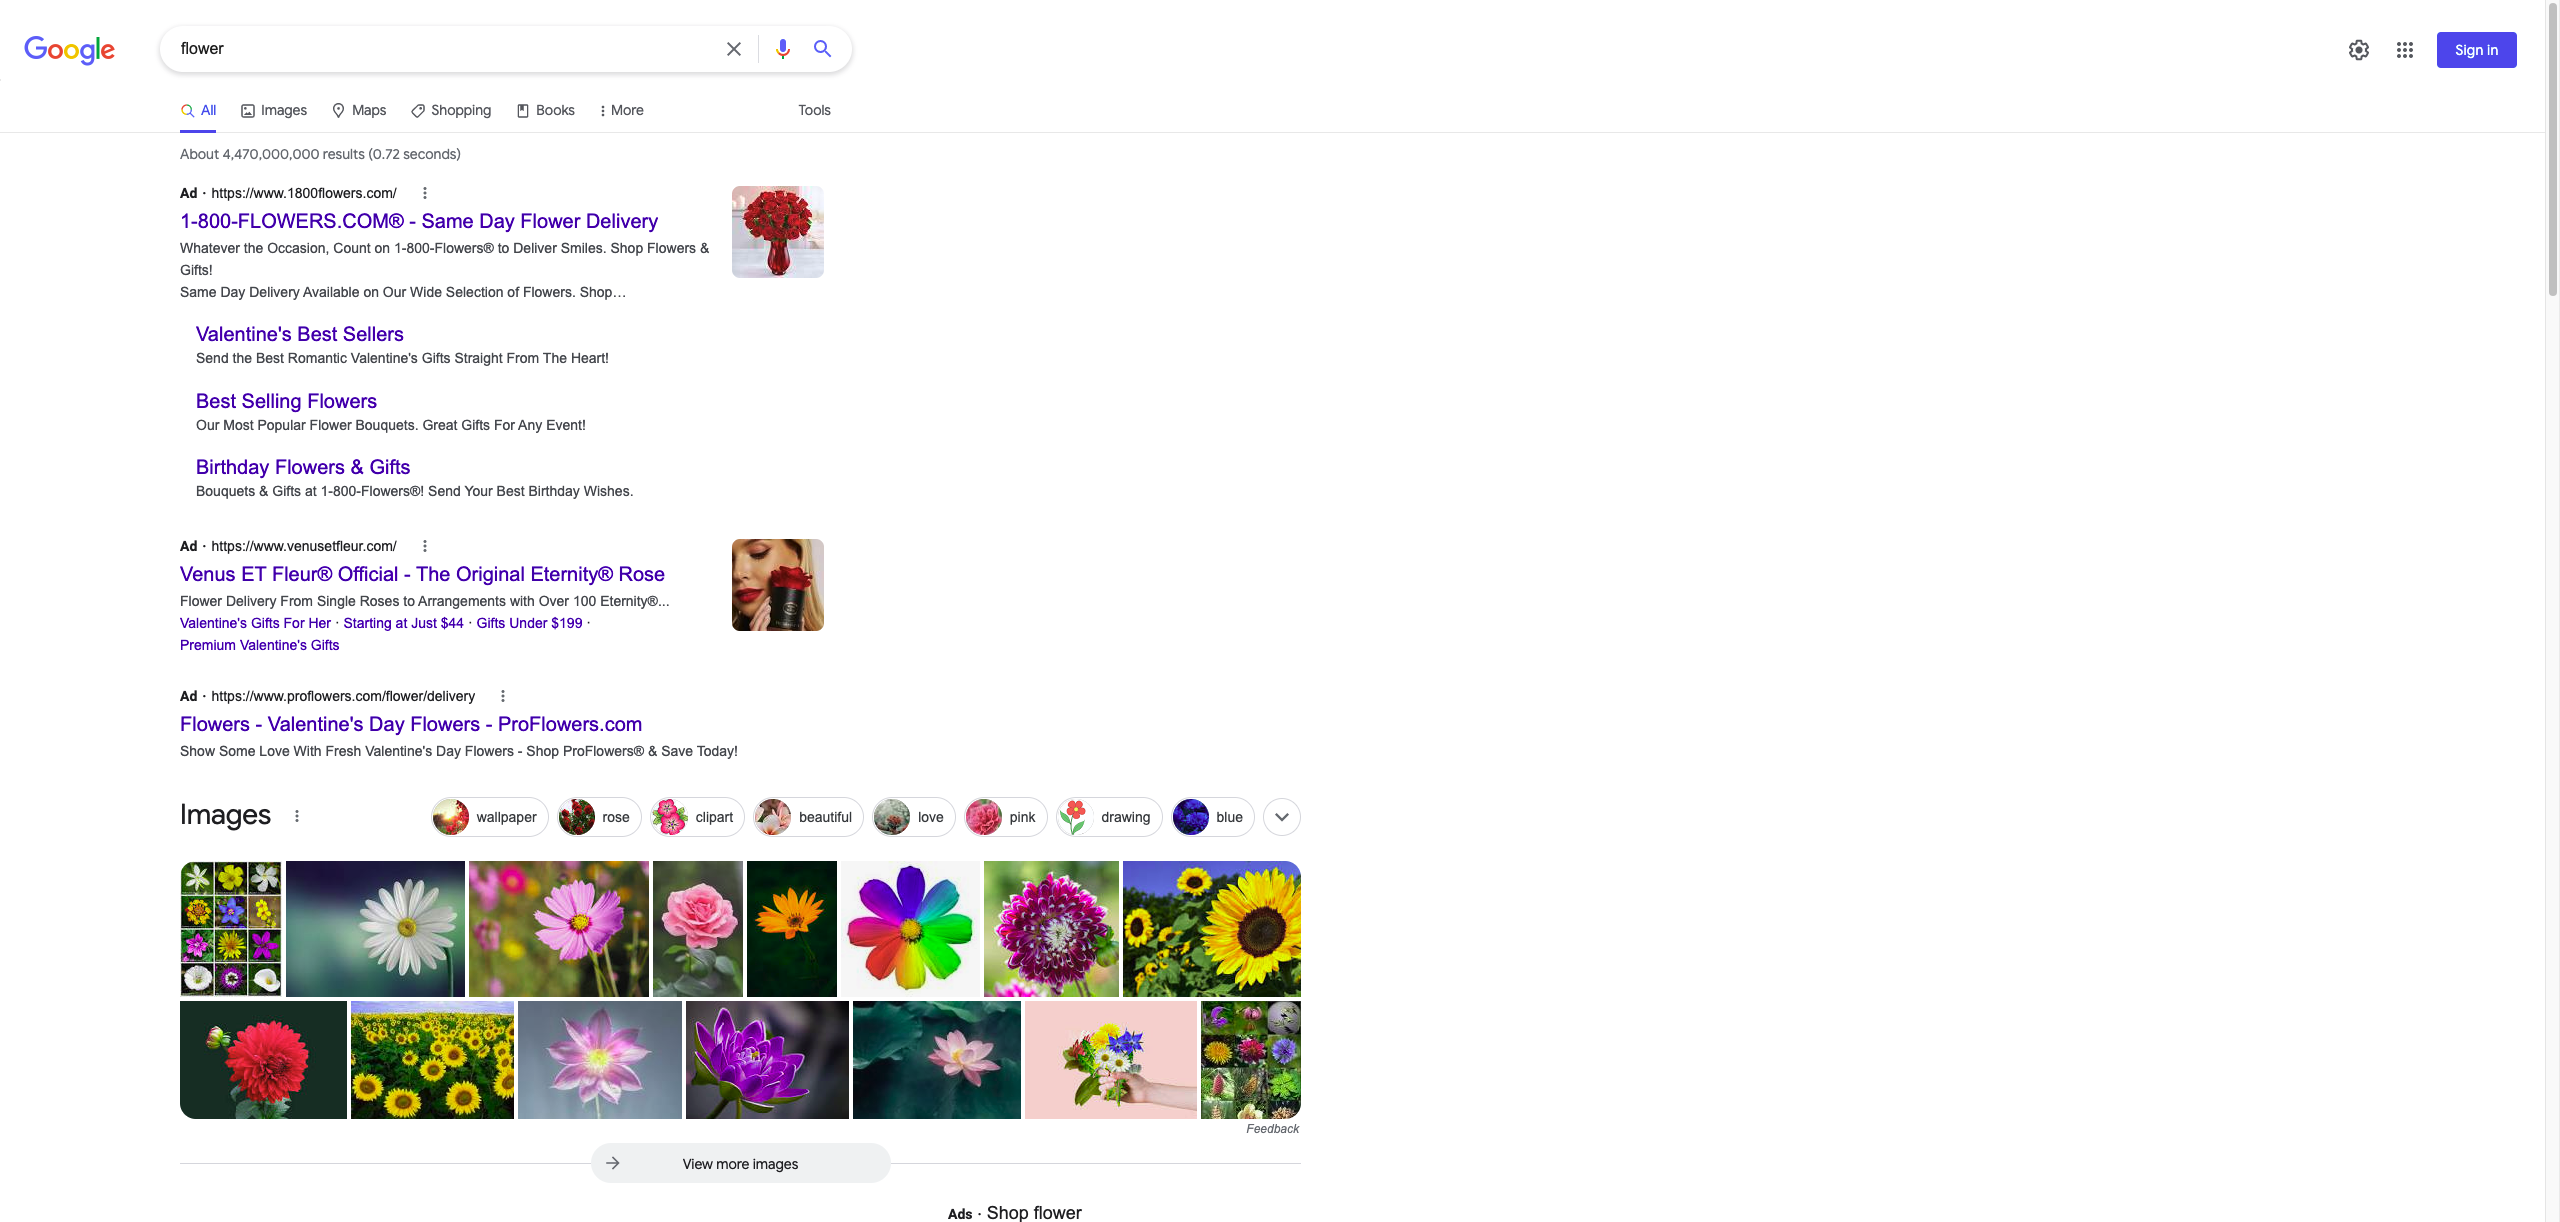 Google
flower
Sign in
All
Images
Maps
Shopping
Books
More
Tools
About 4,470,000,000 results (0.72 seconds)
Ad · https://www.1800flowers.com/
1-800-FLOWERS.COM® - Same Day Flower Delivery
Whatever the Occasion, Count on 1-800-Flowers® to Deliver Smiles. Shop Flowers &
Gifts!
Same Day Delivery Available on Our Wide Selection of Flowers. Shop…
Valentine's Best Sellers
Send the Best Romantic Valentine's Gifts Straight From The Heart!
Best Selling Flowers
Our Most Popular Flower Bouquets. Great Gifts For Any Event!
Birthday Flowers & Gifts
Bouquets & Gifts at 1-800-Flowers®! Send Your Best Birthday Wishes.
Ad · https://www.venusetfleur.com/
Venus ET Fleur® Official - The Original Eternity® Rose
Flower Delivery From Single Roses to Arrangements with Over 100 Eternity®...
Valentine's Gifts For Her · Starting at Just $44 · Gifts Under $199 ·
Premium Valentine's Gifts
Ad · https://www.proflowers.com/flower/delivery
Flowers - Valentine's Day Flowers - ProFlowers.com
Show Some Love With Fresh Valentine's Day Flowers - Shop ProFlowers® & Save Today!
Images
wallpaper
rose
clipart
beautiful
love
pink
drawing
blue
Feedback
View more images
Ads · Shop flower